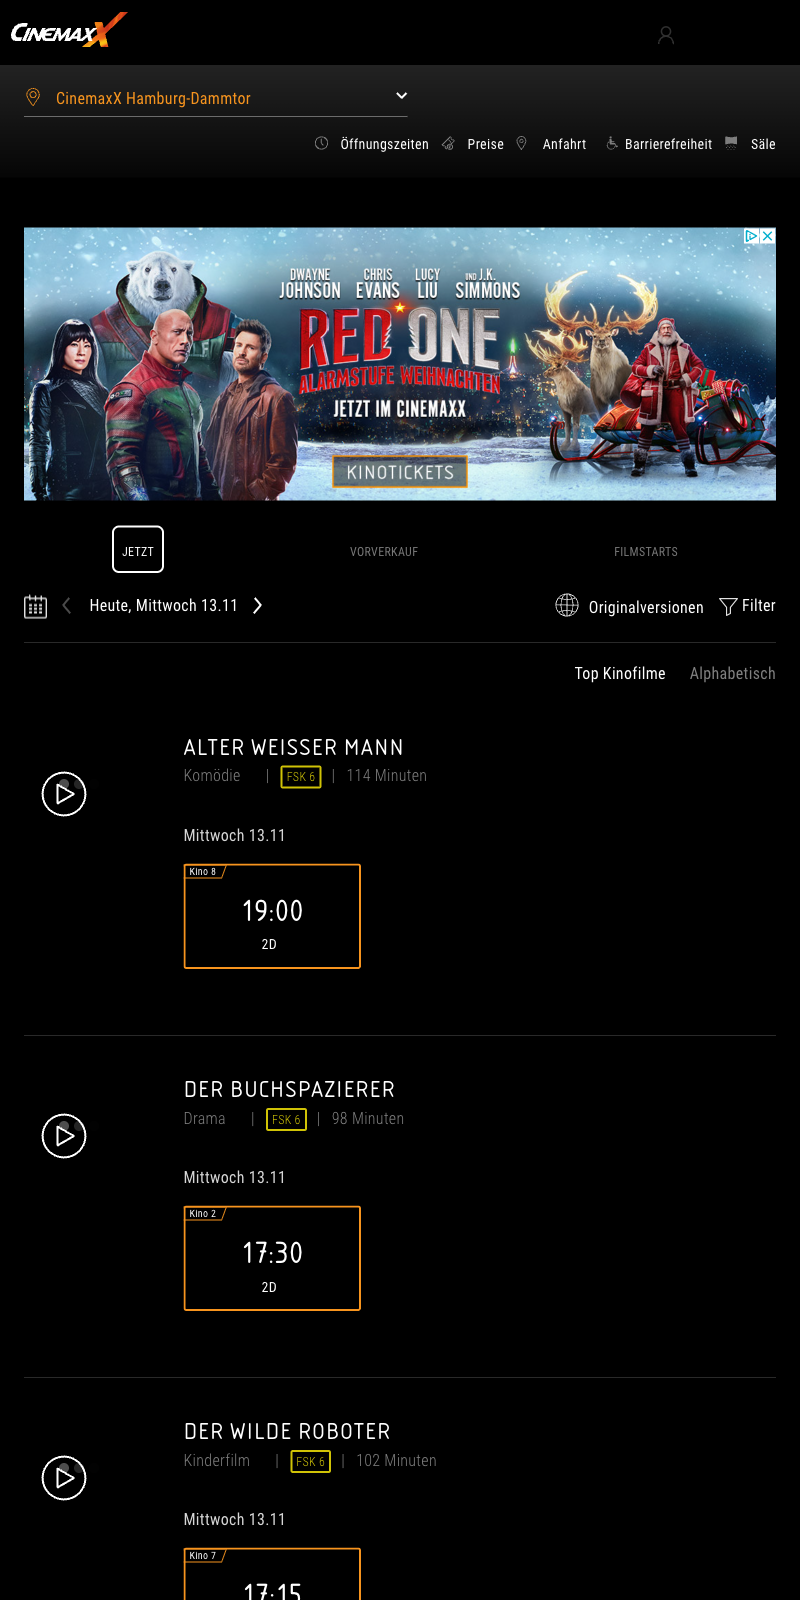 CINEMAXX
CinemaxX Hamburg-Dammtor
Öffnungszeiten Preise Anfahrt Barrierefreiheit Säle
DWAYNE JOHNSON CHRIS EVANS LUCY LIU UND J.K. SIMMONS
RED ONE
ALARMSTUFE WEIHNACHTEN
JETZT IM CINEMAXX
KINOTICKETS
JETZT VORVERKAUF FILMSTARTS
Heute, Mittwoch 13.11 Originalversionen Filter
Top Kinofilme Alphabetisch
ALTER WEISSER MANN
Komödie | FSK 6 | 114 Minuten
Mittwoch 13.11
Kino 8
19:00
2D
DER BUCHSPAZIERER
Drama | FSK 6 | 98 Minuten
Mittwoch 13.11
Kino 2
17:30
2D
DER WILDE ROBOTER
Kinderfilm | FSK 6 | 102 Minuten
Mittwoch 13.11
Kino 7
17:15